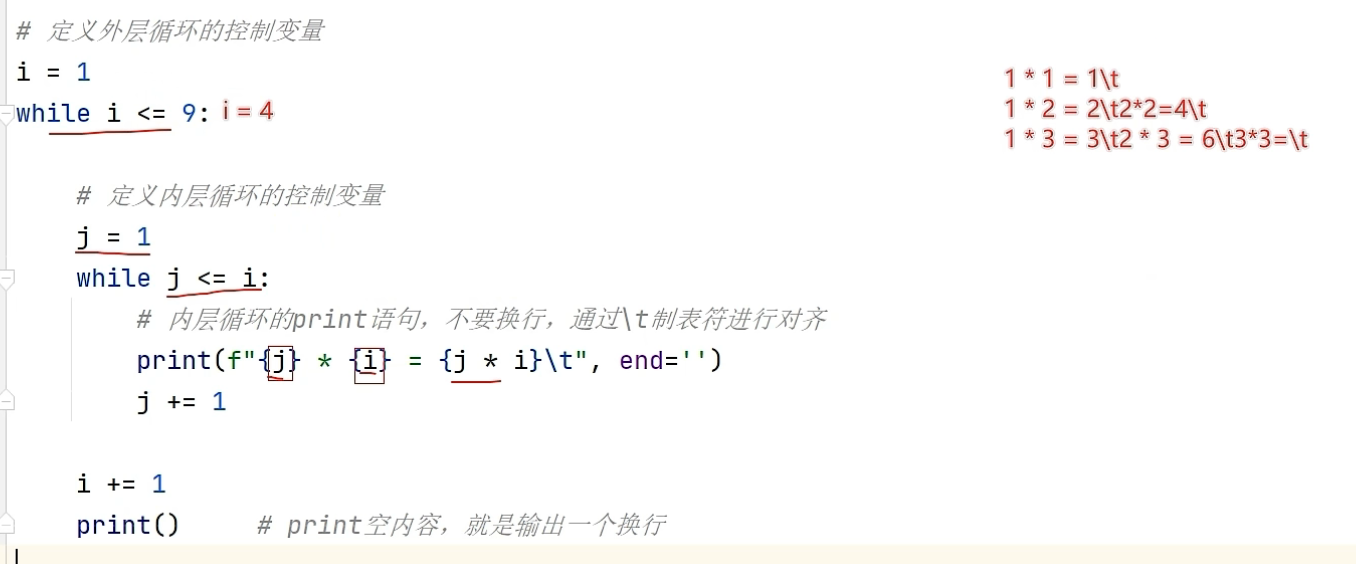 # 定义外层循环的控制变量
i = 1
while i <= 9: i = 4
1 * 1 = 1\t
1 * 2 = 2\t2*2=4\t
1 * 3 = 3\t2 * 3 = 6\t3*3=\t
# 定义内层循环的控制变量
j = 1
while j <= i:
# 内层循环的print语句，不要换行，通过\t制表符进行对齐
print(f"{j} * {i} = {j * i}\t", end='')
j += 1
i += 1
print() # print空内容，就是输出一个换行